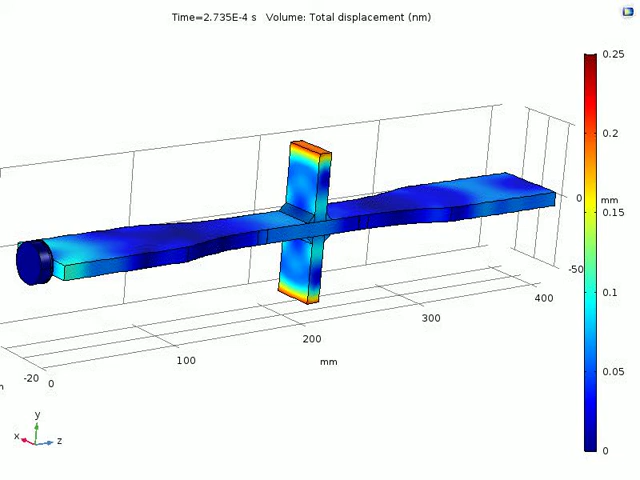 Time=2.735E-4 s   Volume: Total displacement (nm)
0.25
0.2
mm
0.15
0.1
0.05
0
0
-50
400
300
200
100
mm
-20
0
y
x
z